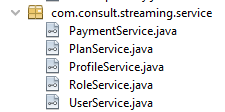 com.consult.streaming.service
PaymentService.java
PlanService.java
ProfileService.java
RoleService.java
UserService.java